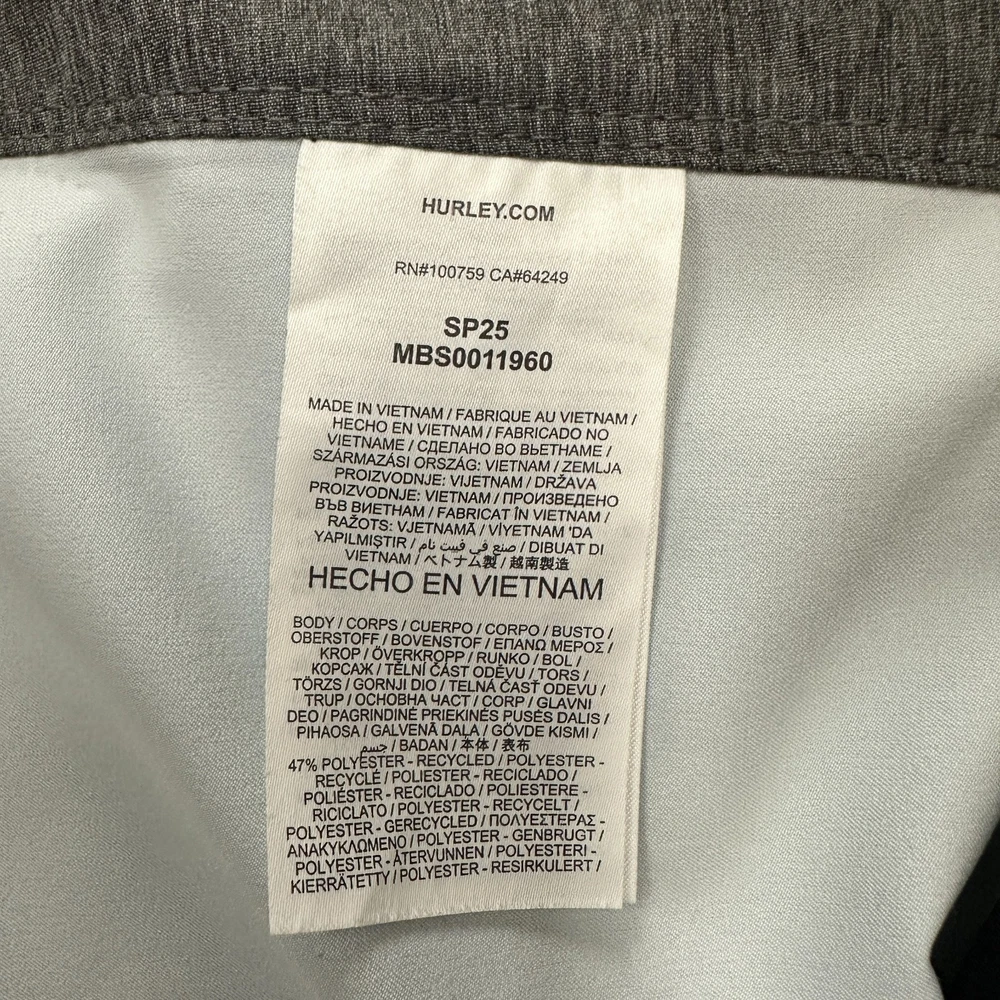 HURLEY.COM
RN#100759 CA#64249
SP25
MBS0011960
MADE IN VIETNAM / FABRIQUE AU VIETNAM /
HECHO EN VIETNAM / FABRICADO NO
VIETNAME / СДЕЛАНО ВО ВЬЕТНАМЕ /
SZÁRMAZÁSI ORSZÁG: VIETNAM / ZEMLJA
PROIZVODNJE: VIJETNAM / DRŽAVA
PROIZVODNJE: VIETNAM / ПРОИЗВЕДЕНО
ВЪВ ВИЕТНАМ / FABRICAT ÎN VIETNAM /
RAŽOTS: VJETNAMĀ / VİYETNAM 'DA
YAPILMIŞTIR / صنع في فييت نام / DIBUAT DI
VIETNAM / ベトナム製 / 越南製造
HECHO EN VIETNAM
BODY / CORPS / CUERPO / CORPO / BUSTO /
OBERSTOFF / BOVENSTOF / ΕΠΑΝΩ ΜΕΡΟΣ /
KROP / ÖVERKROPP / RUNKO / BOL /
КОРСАЖ / TĚLNÍ ČÁST ODĚVU / TORS /
TÖRZS / GORNJI DIO / TELNÁ ČASŤ ODEVU /
TRUP / ОСНОВНА ЧАСТ / CORP / GLAVNI
DEO / PAGRINDINĖ PRIEKINĖS PUSĖS DALIS /
PIHAOSA / GALVENĀ DAĻA / GÖVDE KISMI /
جسم / BADAN / 本体 / 表布
47% POLYESTER - RECYCLED / POLYESTER -
RECYCLÉ / POLIESTER - RECICLADO /
POLIÉSTER - RECICLADO / POLIESTERE -
RICICLATO / POLYESTER - RECYCELT /
POLYESTER - GERECYCLED / ΠΟΛΥΕΣΤΕΡΑΣ -
ΑΝΑΚΥΚΛΩΜΕΝΟ / POLYESTER - GENBRUGT /
POLYESTER - ÅTERVUNNEN / POLYESTERI -
KIERRÄTETTY / POLYESTER - RESIRKULERT /